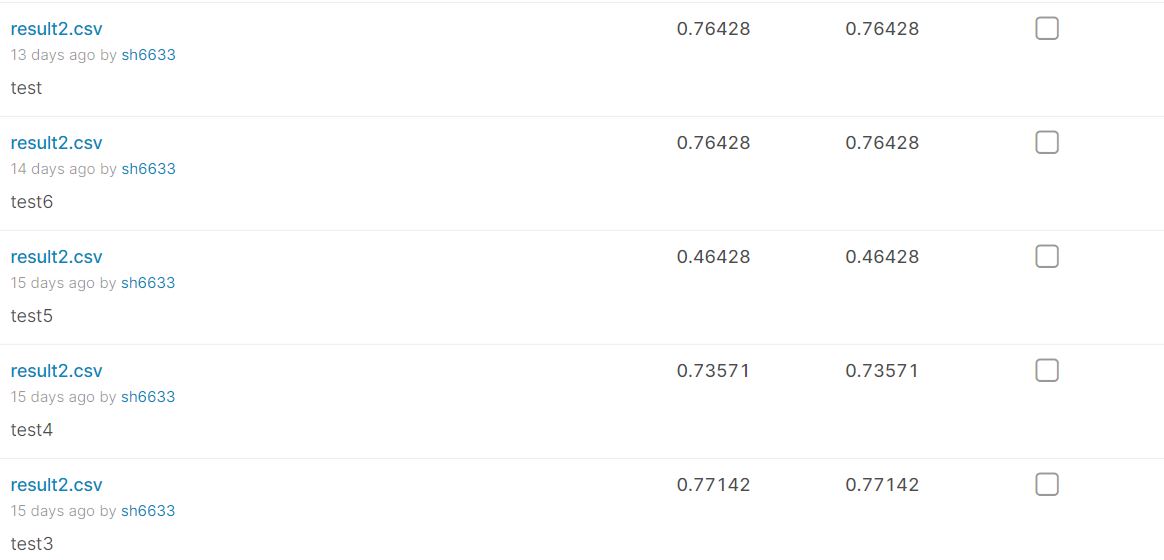 result2.csv 0.76428 0.76428
13 days ago by sh6633
test
result2.csv 0.76428 0.76428
14 days ago by sh6633
test6
result2.csv 0.46428 0.46428
15 days ago by sh6633
test5
result2.csv 0.73571 0.73571
15 days ago by sh6633
test4
result2.csv 0.77142 0.77142
15 days ago by sh6633
test3